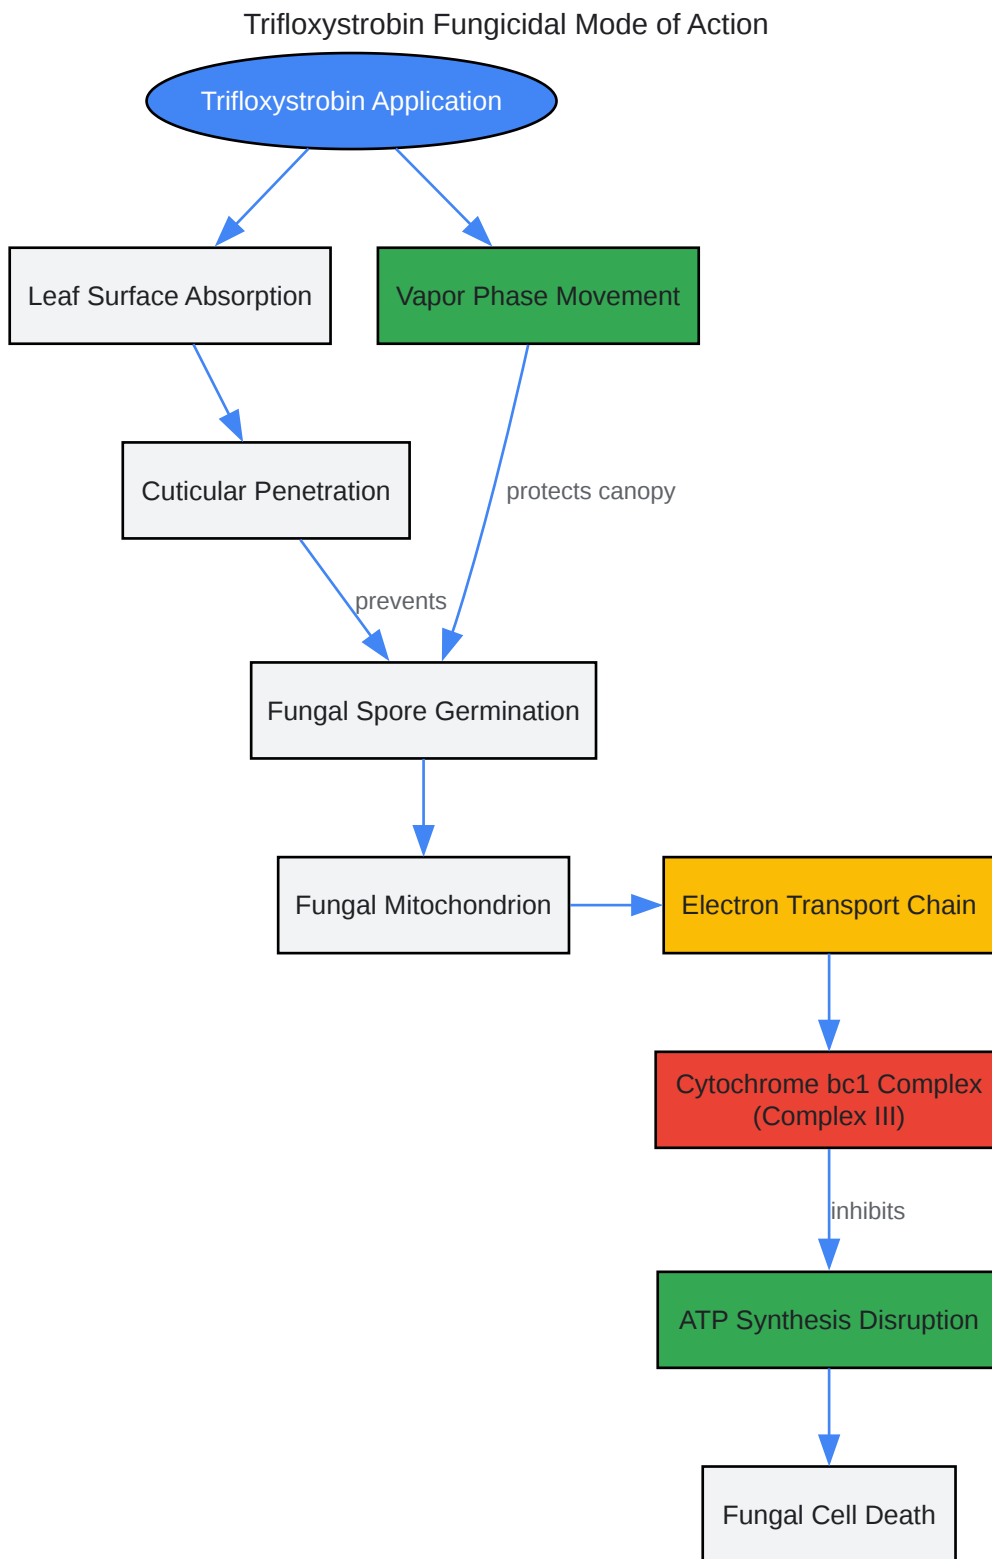 Trifloxystrobin Fungicidal Mode of Action
Trifloxystrobin Application
Leaf Surface Absorption
Vapor Phase Movement
Cuticular Penetration
protects canopy
prevents
Fungal Spore Germination
Fungal Mitochondrion
Electron Transport Chain
Cytochrome bc1 Complex
(Complex III)
inhibits
ATP Synthesis Disruption
Fungal Cell Death